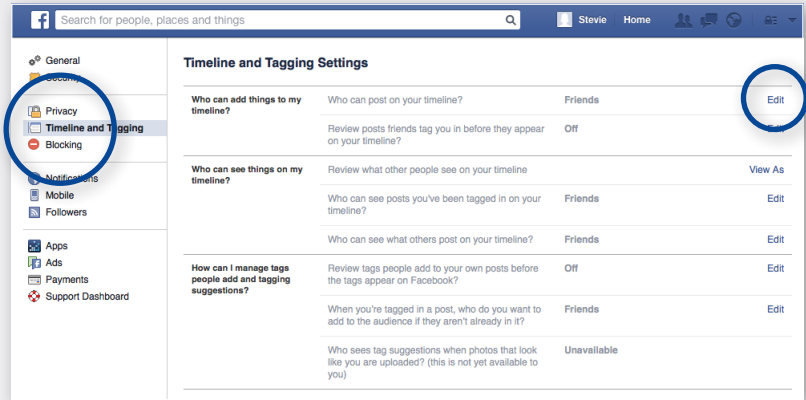 f
Search for people, places and things
Stevie Home
General
Security
Privacy
Timeline and Tagging
Blocking
Notifications
Mobile
Followers
Apps
Ads
Payments
Support Dashboard
Timeline and Tagging Settings
Who can add things to my
timeline?
Who can post on your timeline?
Friends
Edit
Review posts friends tag you in before they appear
on your timeline?
Off
Edit
Who can see things on my
timeline?
Review what other people see on your timeline
View As
Who can see posts you've been tagged in on your
timeline?
Friends
Edit
Who can see what others post on your timeline?
Friends
Edit
How can I manage tags
people add and tagging
suggestions?
Review tags people add to your own posts before
the tags appear on Facebook?
Off
Edit
When you're tagged in a post, who do you want to
add to the audience if they aren't already in it?
Friends
Edit
Who sees tag suggestions when photos that look
like you are uploaded? (this is not yet available to
you)
Unavailable